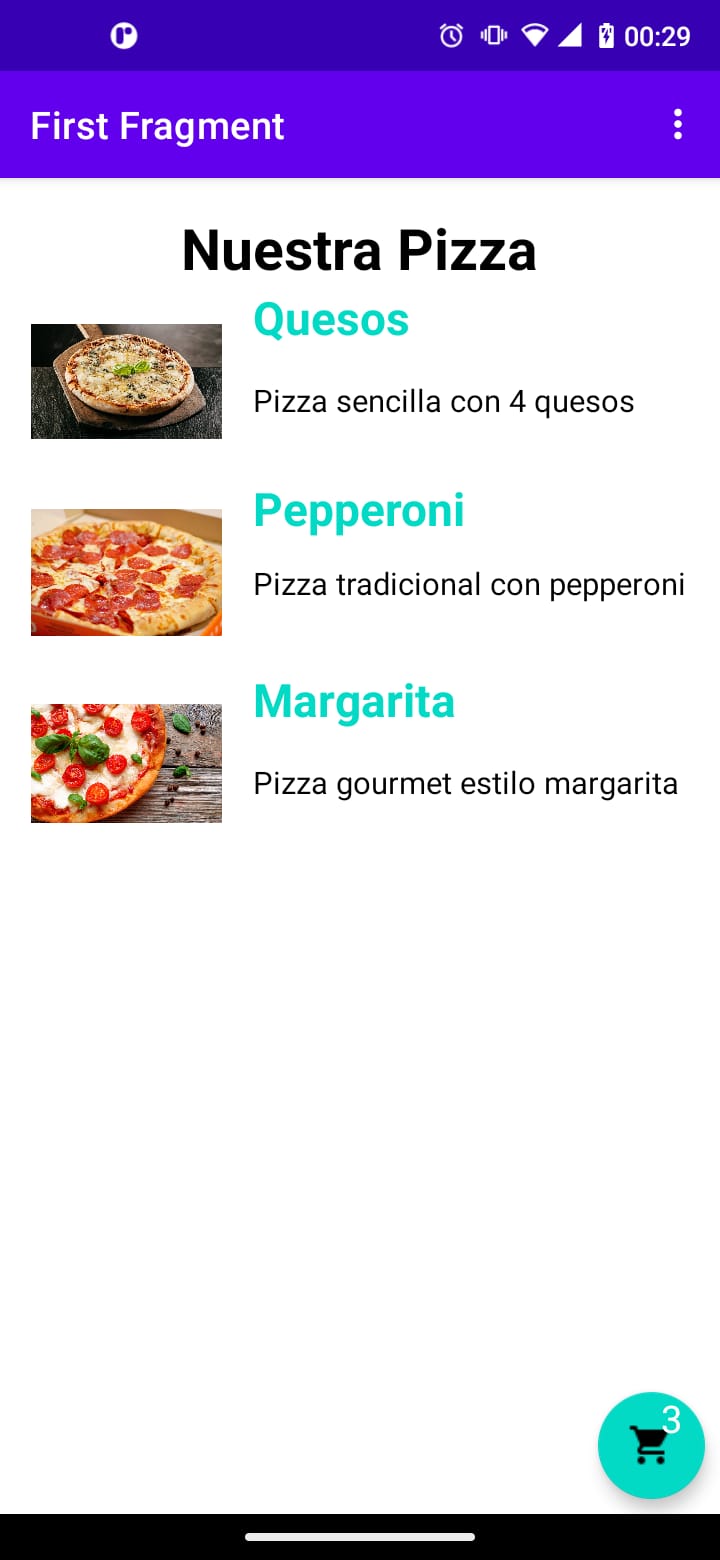 00:29
First Fragment
Nuestra Pizza
Quesos
Pizza sencilla con 4 quesos
Pepperoni
Pizza tradicional con pepperoni
Margarita
Pizza gourmet estilo margarita
3